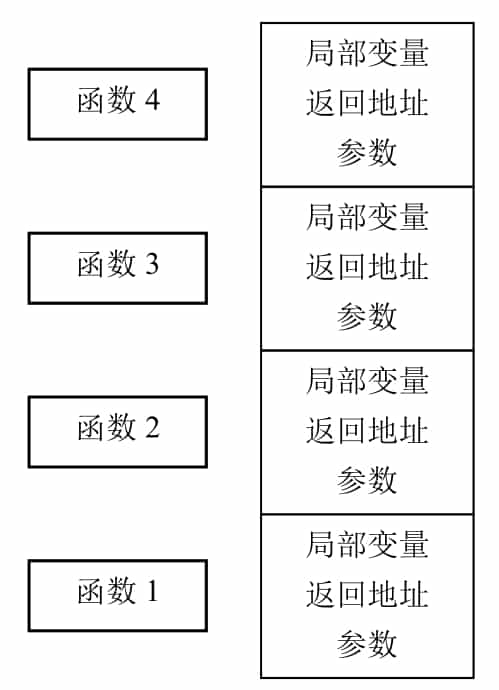 函数 4
局部变量
返回地址
参数
函数 3
局部变量
返回地址
参数
函数 2
局部变量
返回地址
参数
函数 1
局部变量
返回地址
参数